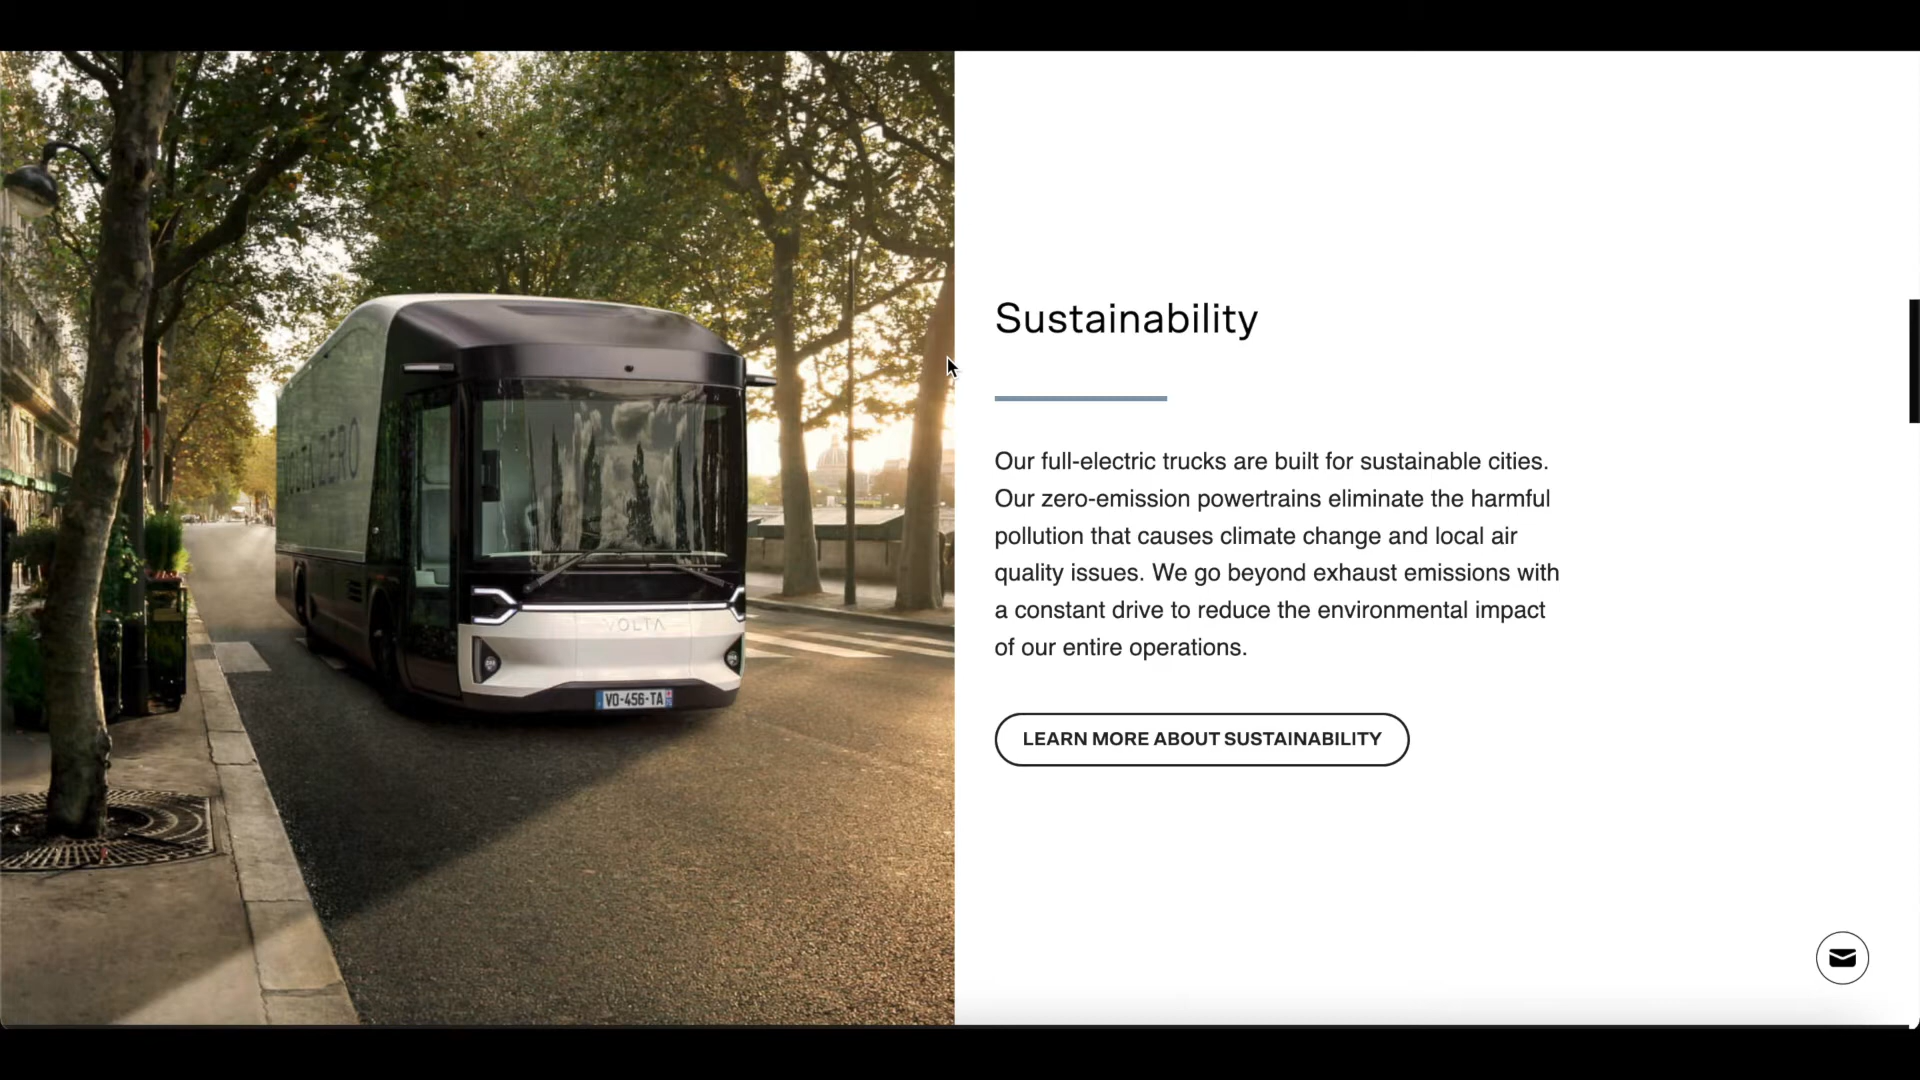 Sustainability
Our full-electric trucks are built for sustainable cities.
Our zero-emission powertrains eliminate the harmful
pollution that causes climate change and local air
quality issues. We go beyond exhaust emissions with
a constant drive to reduce the environmental impact
of our entire operations.
LEARN MORE ABOUT SUSTAINABILITY
VOLTA
VO-456-TA